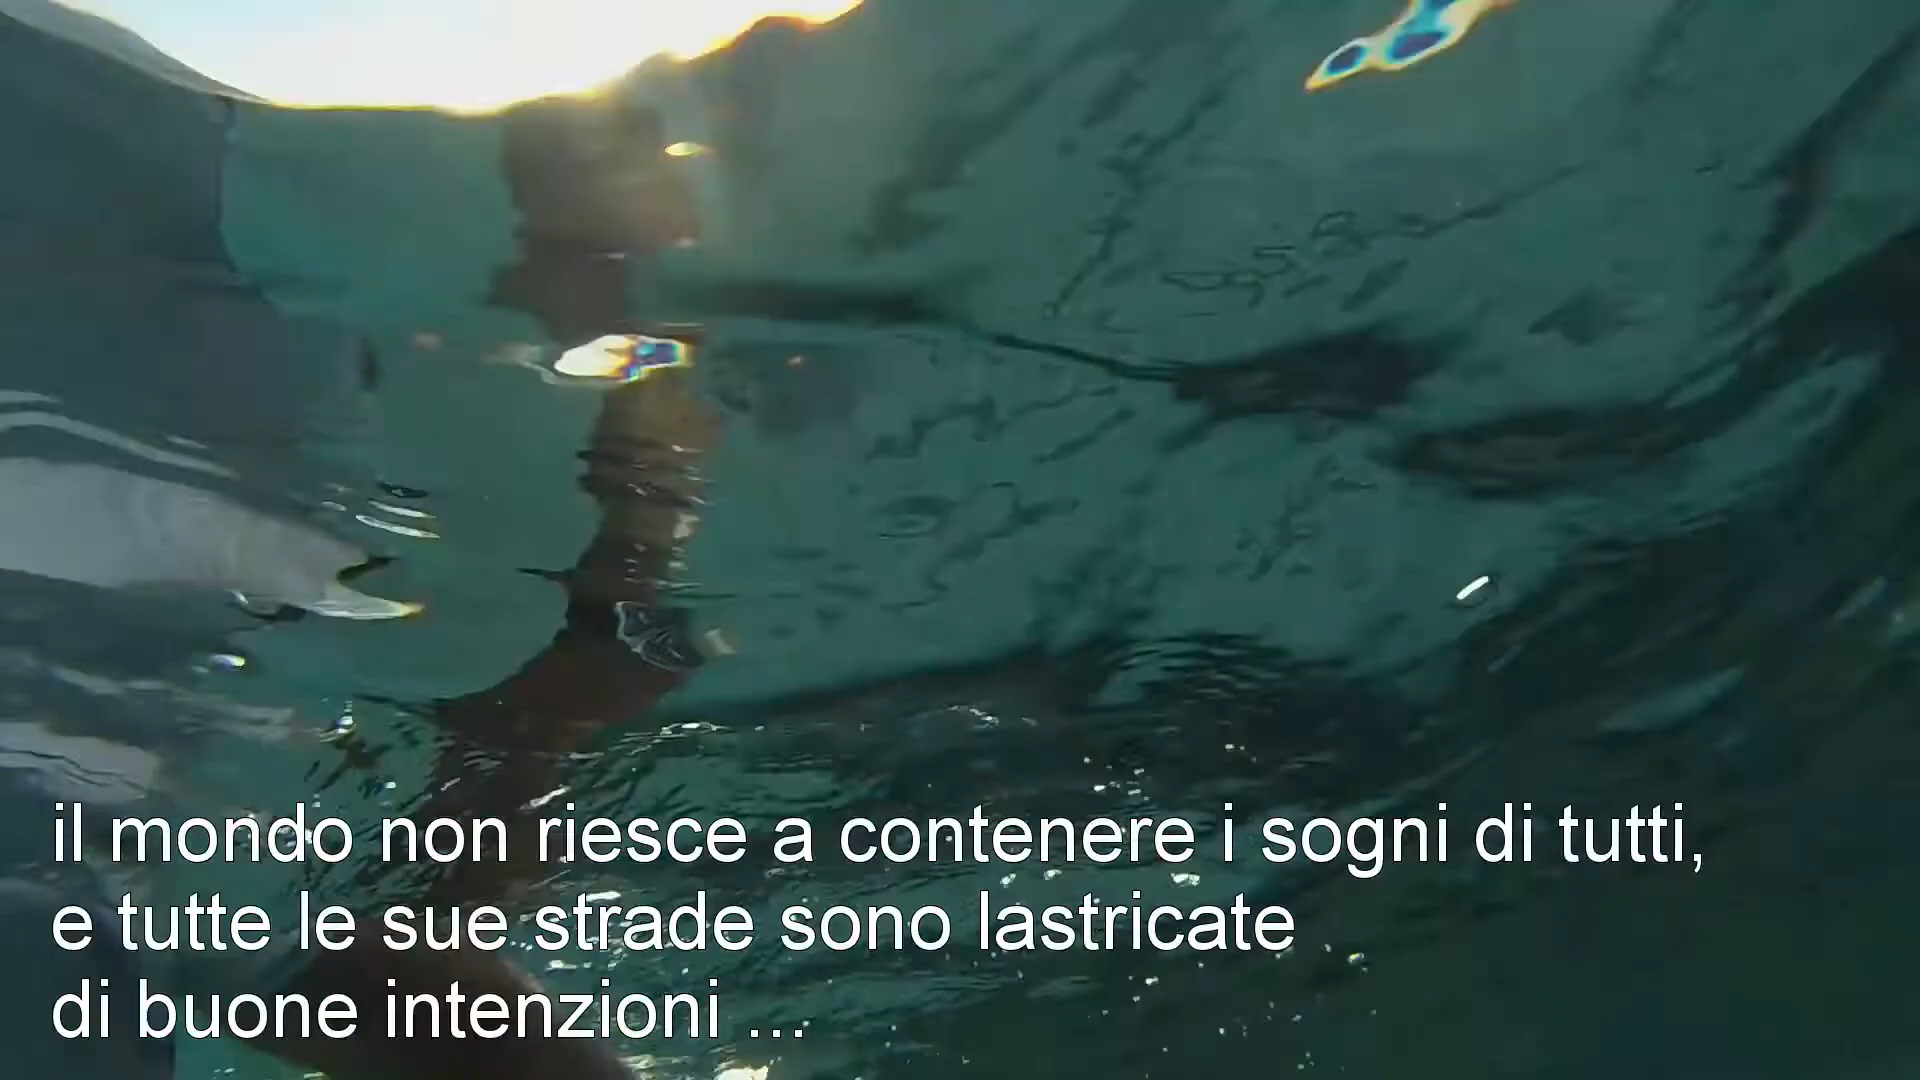 il mondo non riesce a contenere i sogni di tutti,
e tutte le sue strade sono lastricate
di buone intenzioni ...